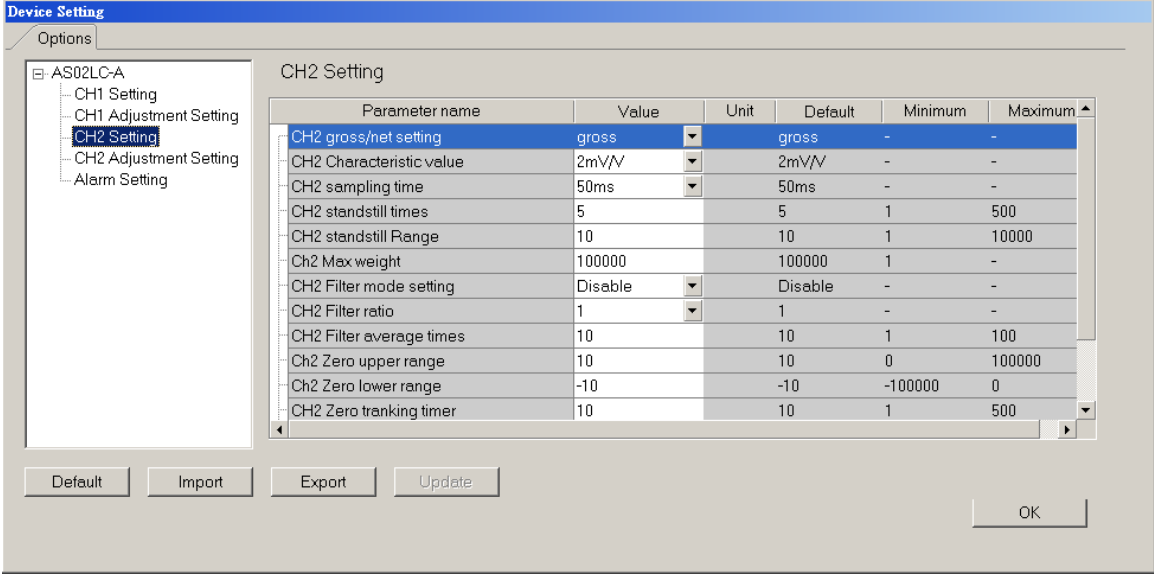 Device Setting
Options
AS02LC-A
CH1 Setting
CH1 Adjustment Setting
CH2 Setting
CH2 Adjustment Setting
Alarm Setting
CH2 Setting
Parameter name Value Unit Default Minimum Maximum
CH2 gross/net setting gross gross - -
CH2 Characteristic value 2mV/V 2mV/V - -
CH2 sampling time 50ms 50ms - -
CH2 standstill times 5 5 1 500
CH2 standstill Range 10 10 1 10000
Ch2 Max weight 100000 100000 1 -
CH2 Filter mode setting Disable Disable - -
CH2 Filter ratio 1 1 - -
CH2 Filter average times 10 10 1 100
Ch2 Zero upper range 10 10 0 100000
Ch2 Zero lower range -10 -10 -100000 0
CH2 Zero tranking timer 10 10 1 500
Default Import Export Update
OK